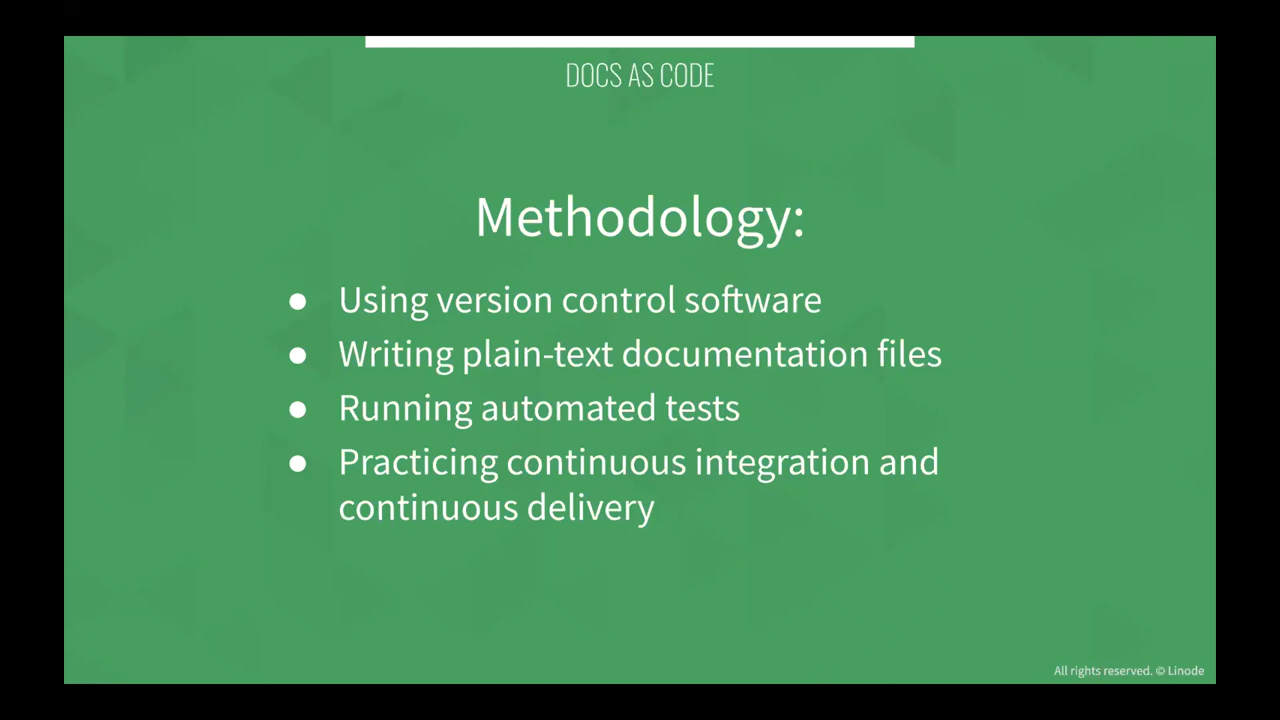 DOCS AS CODE
Methodology:
● Using version control software
● Writing plain-text documentation files
● Running automated tests
● Practicing continuous integration and
continuous delivery
All rights reserved. © Linode